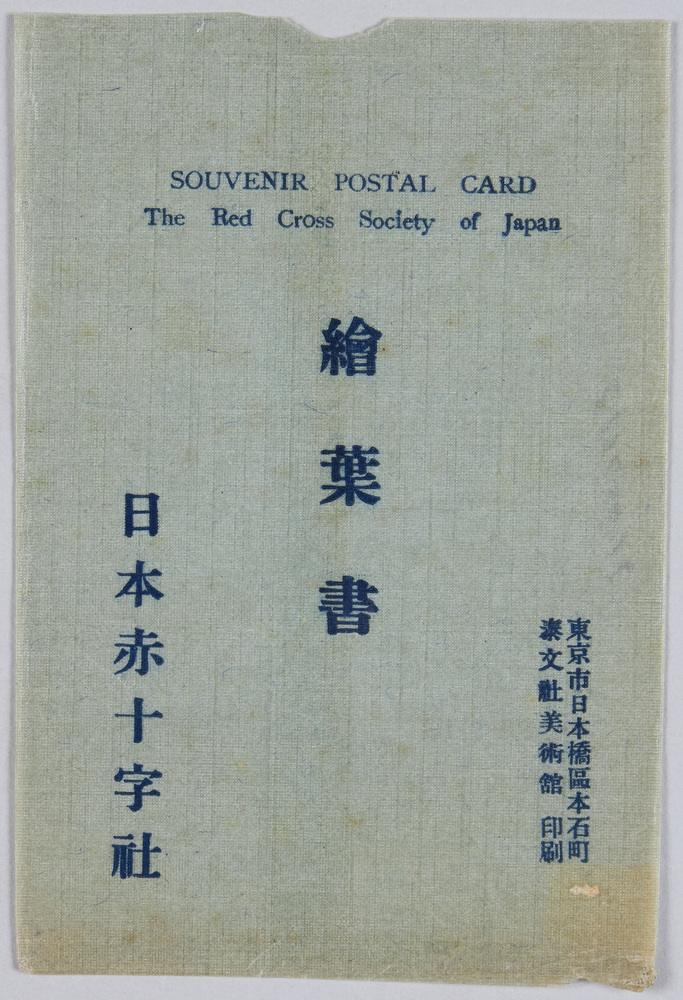 SOUVENIR POSTAL CARD
The Red Cross Society of Japan
繪葉書
東京市日本橋區本石町
泰文社美術館 印刷
日本赤十字社